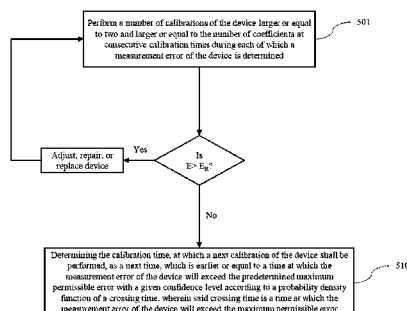 Perform a number of calibrations of the device larger or equal
to two and larger or equal to the number of coefficients at
consecutive calibration times during each of which a
measurement error of the device is determined
501
Adjust, repair, or
replace device
Yes
Is
E> E_R?
No
Determining the calibration time, at which a next calibration of the device shall be
performed, as a next time, which is earlier or equal to a time at which the
measurement error of the device will exceed the predetermined maximum
permissible error with a given confidence level according to a probability density
function of a crossing time, wherein said crossing time is a time at which the
measurement error of the device will exceed the maximum permissible error
510